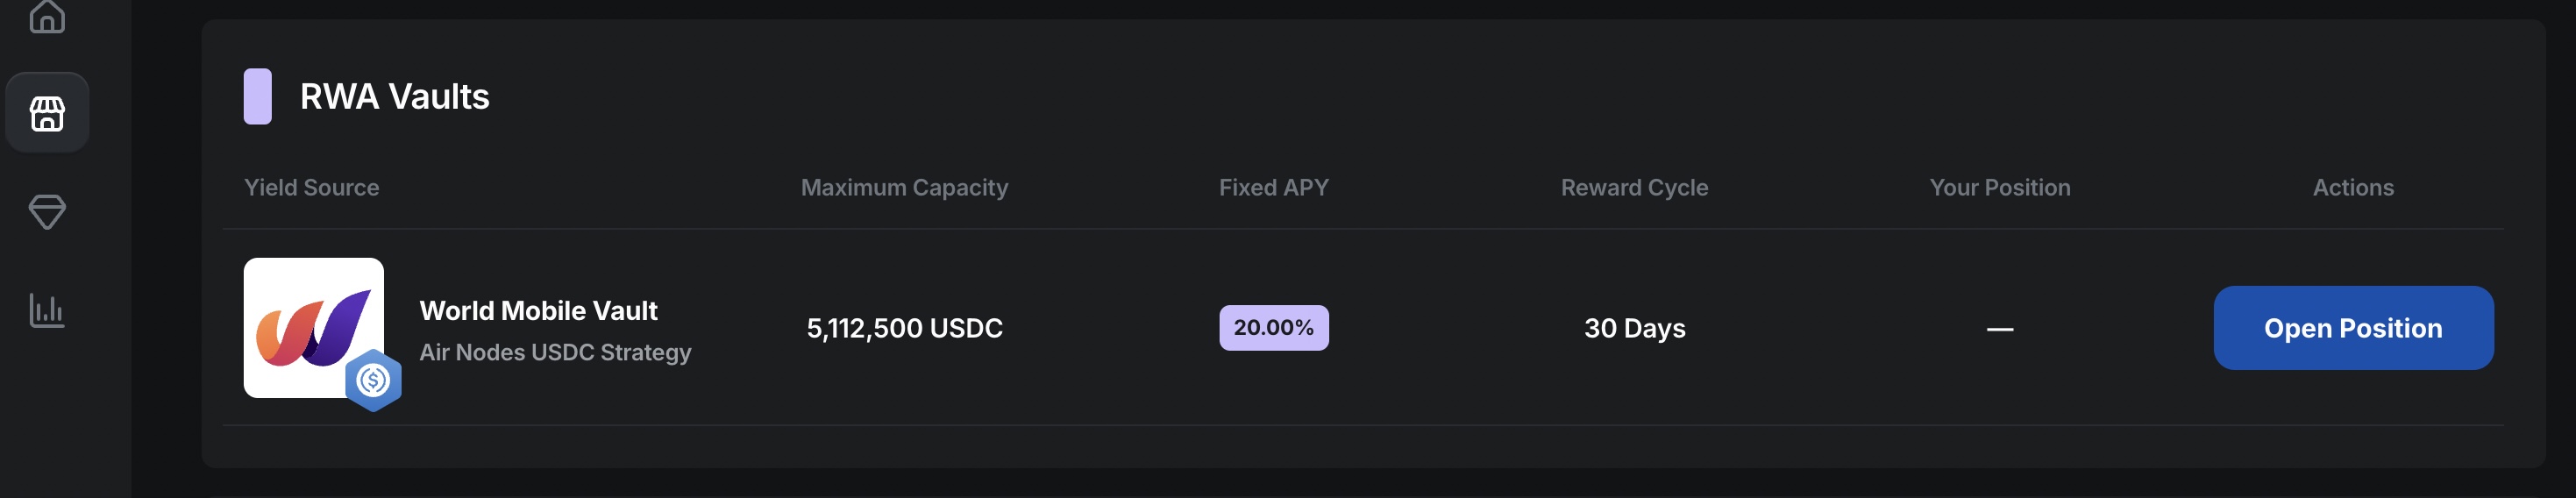 RWA Vaults
Yield Source Maximum Capacity Fixed APY Reward Cycle Your Position Actions
World Mobile Vault
Air Nodes USDC Strategy
5,112,500 USDC 20.00% 30 Days — Open Position